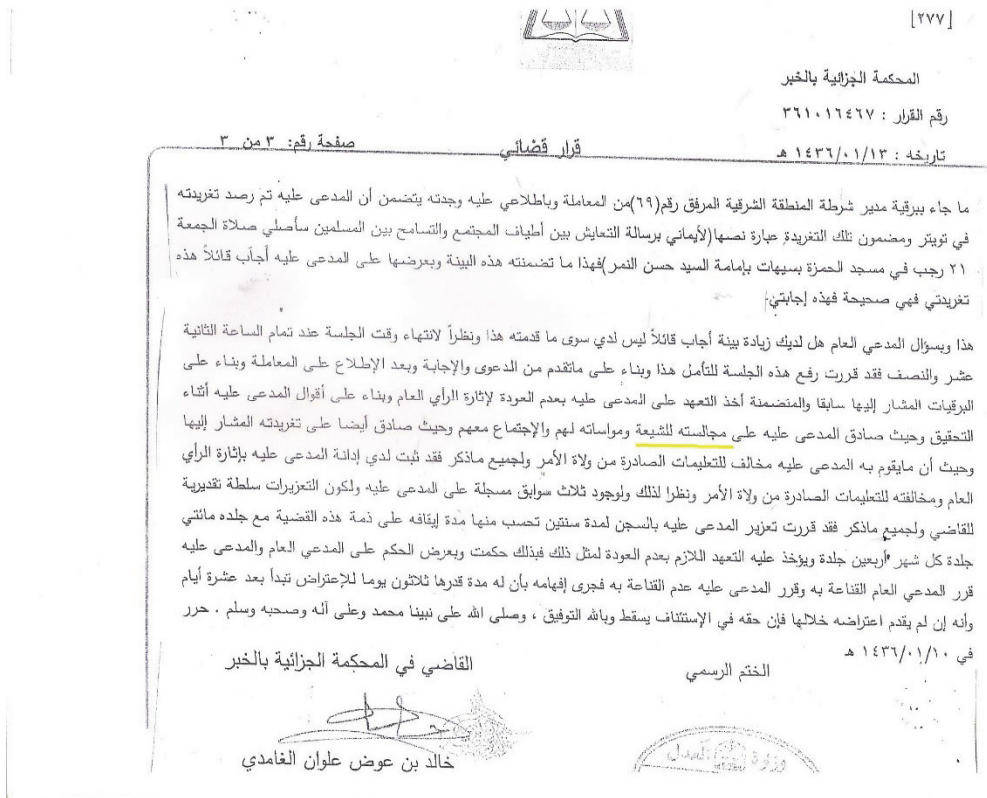 [٢٧٧]
المحكمة الجزائية بالخبر
رقم القرار : ٣٦١٠١٦٤٦٧
تاريخه : ١٤٣٦/٠١/١٣ هـ
قرار قضائي
صفحة رقم: ٣ من ٣
ما جاء ببرقية مدير شرطة المنطقة الشرقية المرفق رقم(٦٩)من المعاملة وباطلاعي عليه وجدته يتضمن أن المدعى عليه تم رصد تغريدته
في تويتر ومضمون تلك التغريدة عبارة نصها(لأيماني برسالة التعايش بين أطياف المجتمع والتسامح بين المسلمين سأصلي صلاة الجمعة
٢١ رجب في مسجد الحمزة بسيهات بإمامة السيد حسن النمر)فهذا ما تضمنته هذه البينة وبعرضها على المدعى عليه أجاب قائلاً هذه
تغريدتي فهي صحيحة فهذه إجابتي
هذا وبسؤال المدعي العام هل لديك زيادة بينة أجاب قائلاً ليس لدي سوى ما قدمته هذا ونظراً لانتهاء وقت الجلسة عند تمام الساعة الثانية
عشر والنصف فقد قررت رفع هذه الجلسة للتأمل هذا وبناء على ماتقدم من الدعوى والإجابة وبعد الإطلاع على المعاملة وبناء على
البرقيات المشار إليها سابقا والمتضمنة أخذ التعهد على المدعى عليه بعدم العودة لإثارة الرأي العام وبناء على أقوال المدعى عليه أثناء
التحقيق وحيث صادق المدعى عليه على مجالسته للشيعة ومواساته لهم والإجتماع معهم وحيث صادق أيضا على تغريدته المشار إليها
وحيث أن مايقوم به المدعى عليه مخالف للتعليمات الصادرة من ولاة الأمر ولجميع ماذكر فقد ثبت لدي إدانة المدعى عليه بإثارة الرأي
العام ومخالفته للتعليمات الصادرة من ولاة الأمر ونظرا لذلك ولوجود ثلاث سوابق مسجلة على المدعى عليه ولكون التعزيرات سلطة تقديرية
للقاضي ولجميع ماذكر فقد قررت تعزير المدعى عليه بالسجن لمدة سنتين تحسب منها مدة إيقافه على ذمة هذه القضية مع جلده مائتي
جلدة كل شهر أربعين جلدة ويؤخذ عليه التعهد اللازم بعدم العودة لمثل ذلك فبذلك حكمت وبعرض الحكم على المدعي العام والمدعى عليه
قرر المدعي العام القناعة به وقرر المدعى عليه عدم القناعة به فجرى إفهامه بأن له مدة قدرها ثلاثون يوما للإعتراض تبدأ بعد عشرة أيام
وأنه إن لم يقدم اعتراضه خلالها فإن حقه في الإستئناف يسقط وبالله التوفيق ، وصلى الله على نبينا محمد وعلى آله وصحبه وسلم . حرر
في ١٤٣٦/٠١/١٠ هـ
القاضي في المحكمة الجزائية بالخبر
الختم الرسمي
خالد بن عوض علوان الغامدي
وزارة العدل